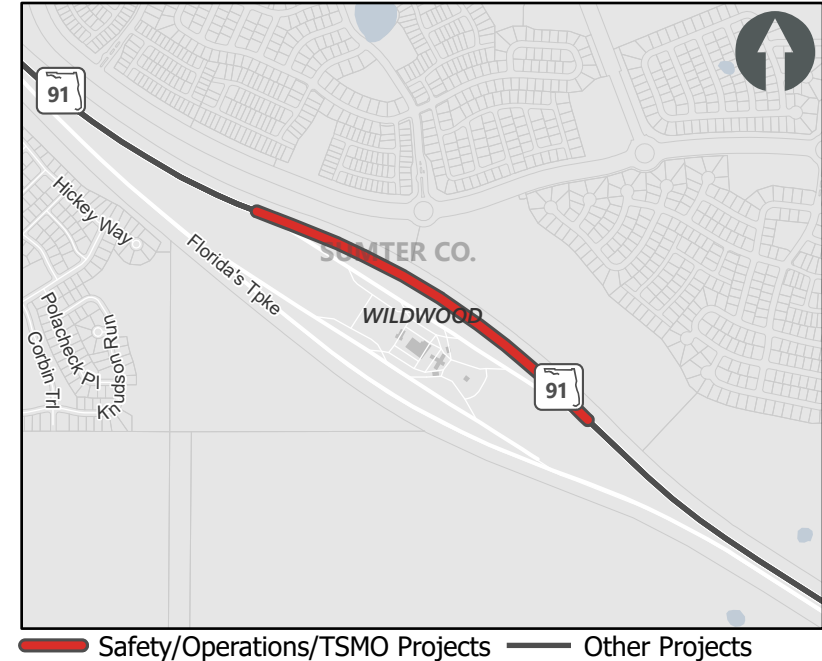 91
Hickey Way
Florida's Tpke
SUMTER CO.
WILDWOOD
Polacheck Pl
Corbin Trl
Knudson Run
91
Safety/Operations/TSMO Projects
Other Projects